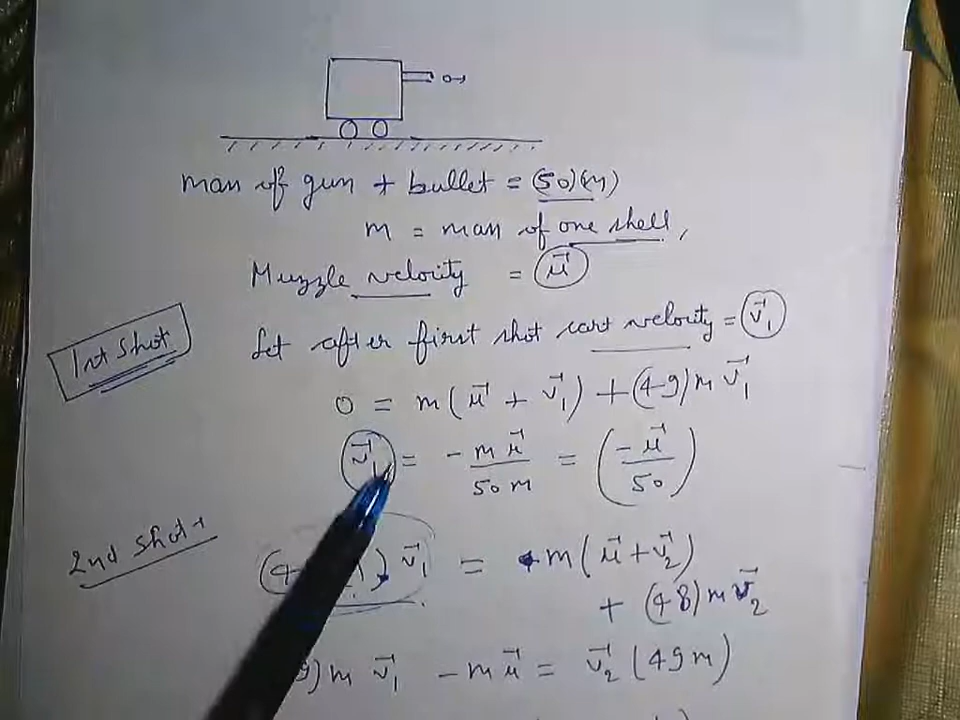 mass of gun + bullet = (50)(m)
m = mass of one shell,
Muzzle velocity = u⃗
1st shot
Let after first shot cart velocity = v⃗₁
0 = m(u⃗ + v⃗₁) + (49)m v⃗₁
v⃗₁ = - m u⃗ / 50 m = (- u⃗ / 50)
2nd shot
v⃗₁ = m(u⃗ + v⃗₂)
+ (48) m v⃗₂
)m v⃗₁ - m u⃗ = v⃗₂ (49m)